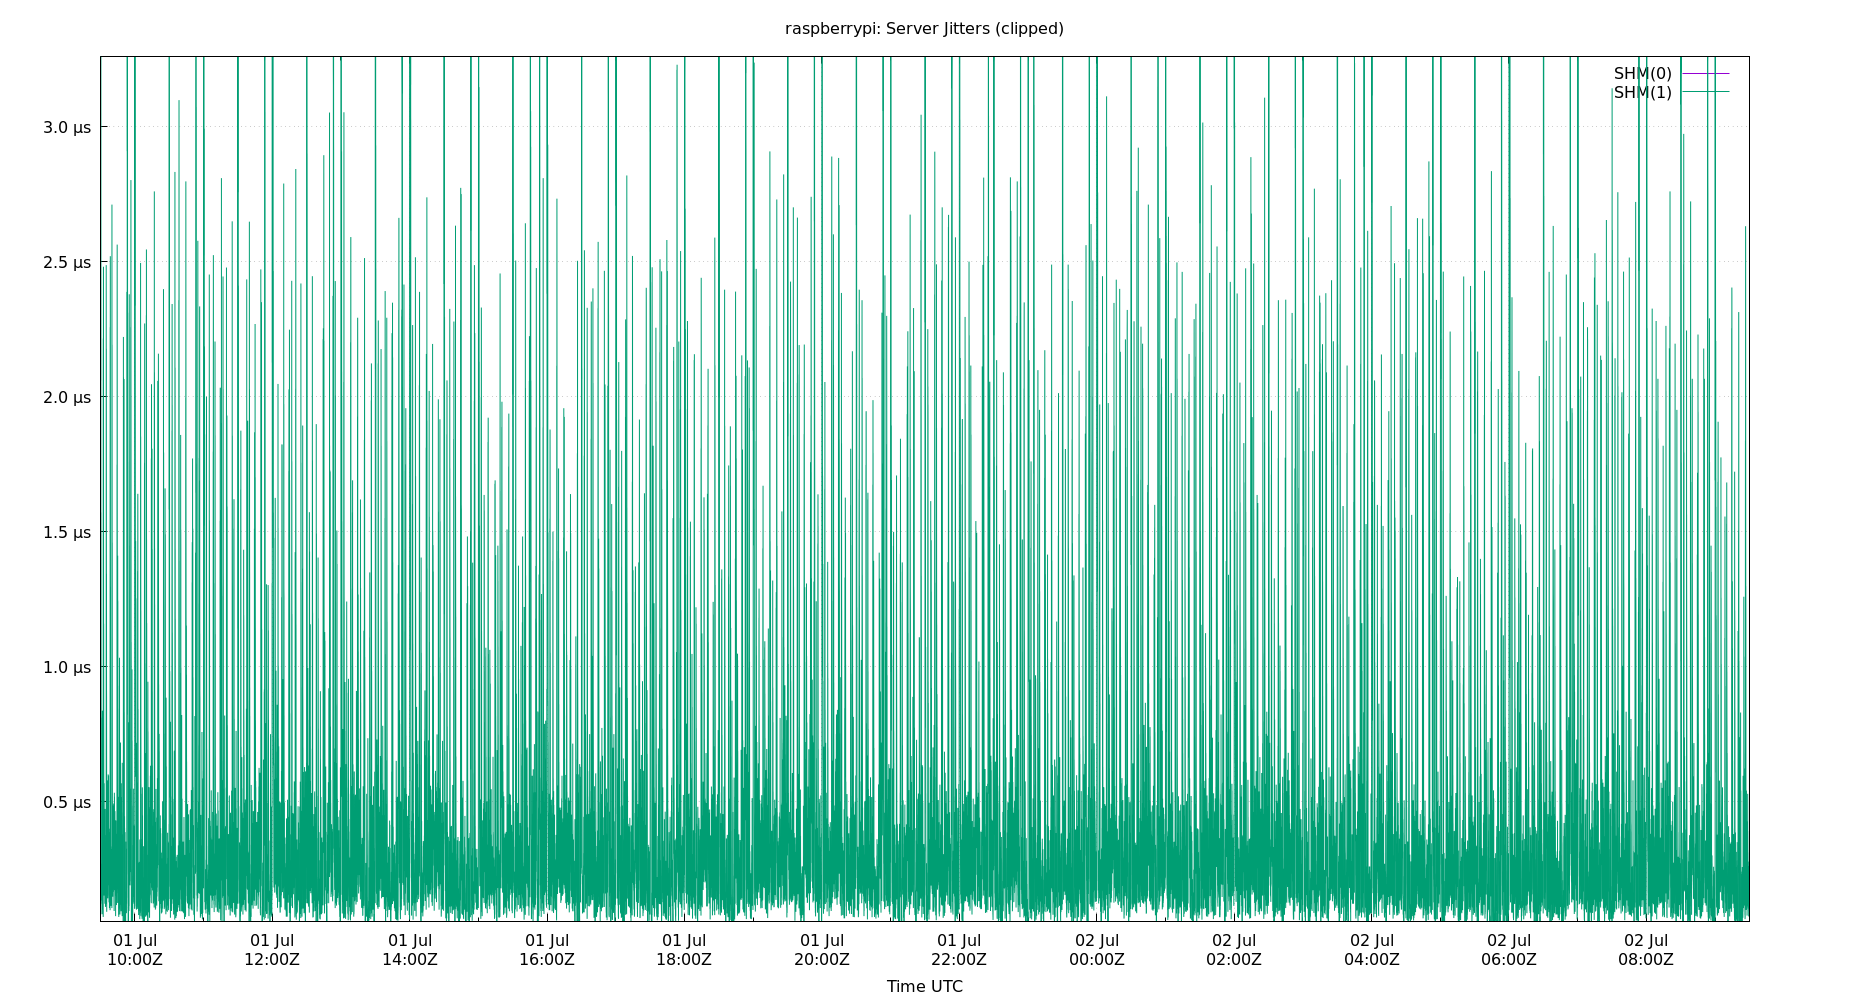 raspberrypi: Server Jitters (clipped)
SHM(0)
SHM(1)
3.0 µs
2.5 µs
2.0 µs
1.5 µs
1.0 µs
0.5 µs
01 Jul 01 Jul 01 Jul 01 Jul 01 Jul 01 Jul 01 Jul 02 Jul 02 Jul 02 Jul 02 Jul 02 Jul
10:00Z 12:00Z 14:00Z 16:00Z 18:00Z 20:00Z 22:00Z 00:00Z 02:00Z 04:00Z 06:00Z 08:00Z
Time UTC